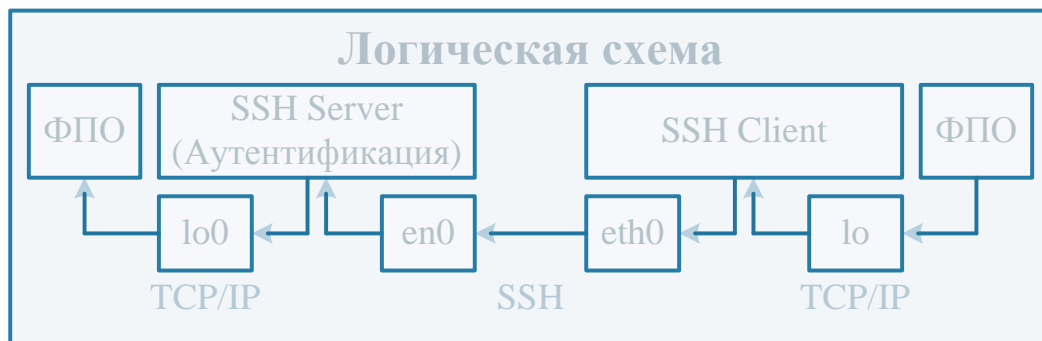 Логическая схема
ФПО
SSH Server
(Аутентификация)
SSH Client
ФПО
lo0
en0
eth0
lo
TCP/IP
SSH
TCP/IP